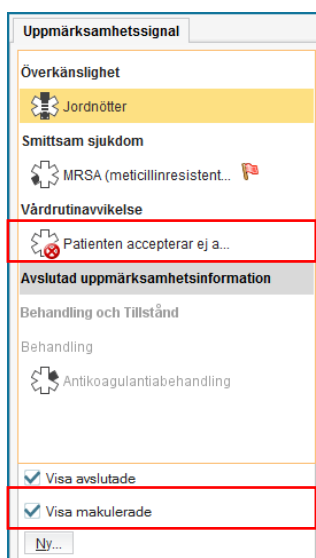 Uppmärksamhetssignal
Överkänslighet
Jordnötter
Smittsam sjukdom
MRSA (meticillinresistent...
Vårdrutinavvikelse
Patienten accepterar ej a...
Avslutad uppmärksamhetsinformation
Behandling och Tillstånd
Behandling
Antikoagulantiabehandling
Visa avslutade
Visa makulerade
Ny...